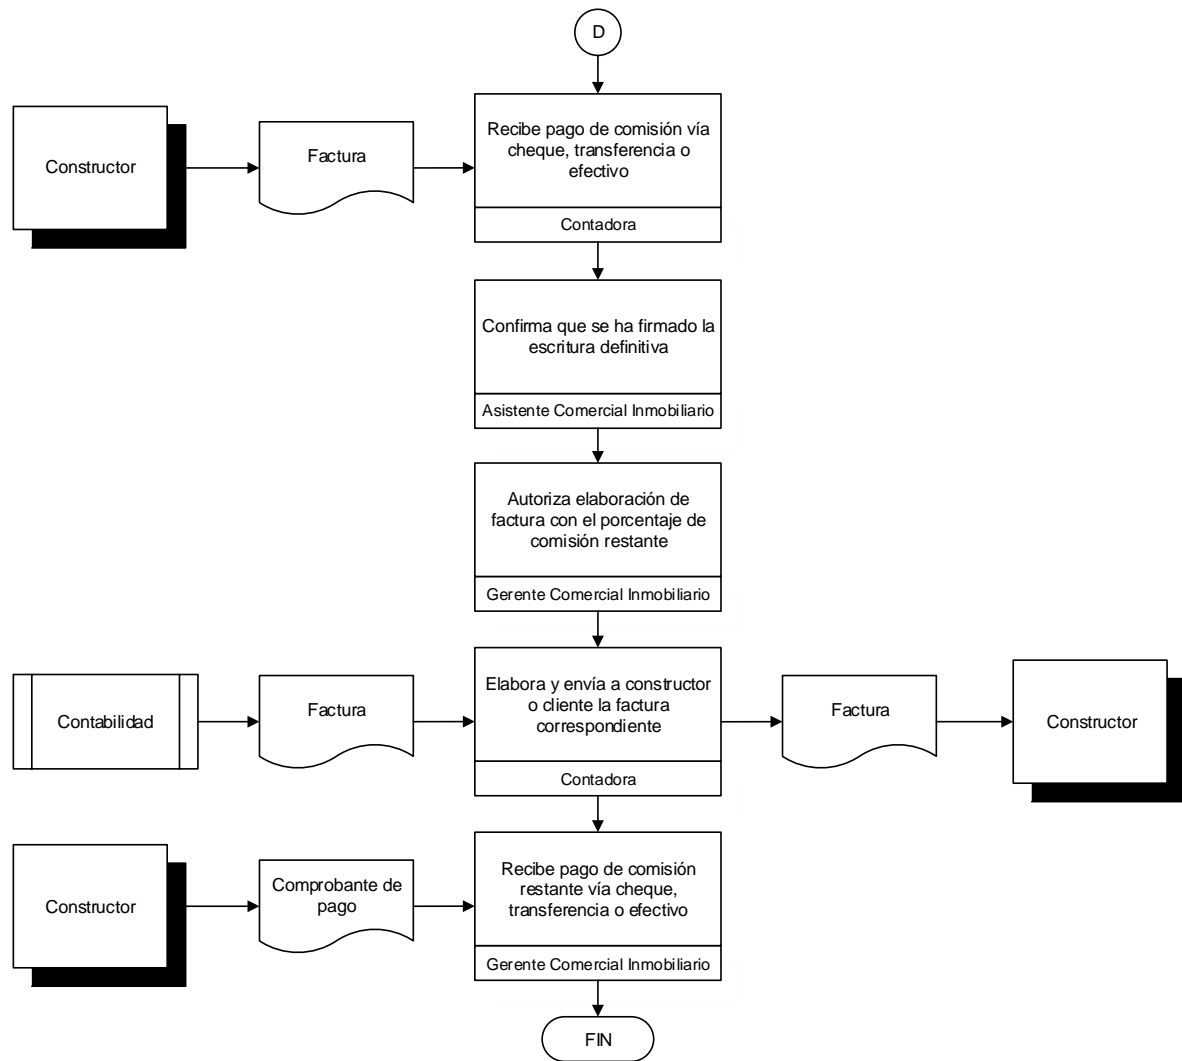 D
Constructor
Factura
Recibe pago de comisión vía
cheque, transferencia o
efectivo
Contadora
Confirma que se ha firmado la
escritura definitiva
Asistente Comercial Inmobiliario
Autoriza elaboración de
factura con el porcentaje de
comisión restante
Gerente Comercial Inmobiliario
Contabilidad
Factura
Elabora y envía a constructor
o cliente la factura
correspondiente
Contadora
Factura
Constructor
Constructor
Comprobante de
pago
Recibe pago de comisión
restante vía cheque,
transferencia o efectivo
Gerente Comercial Inmobiliario
FIN